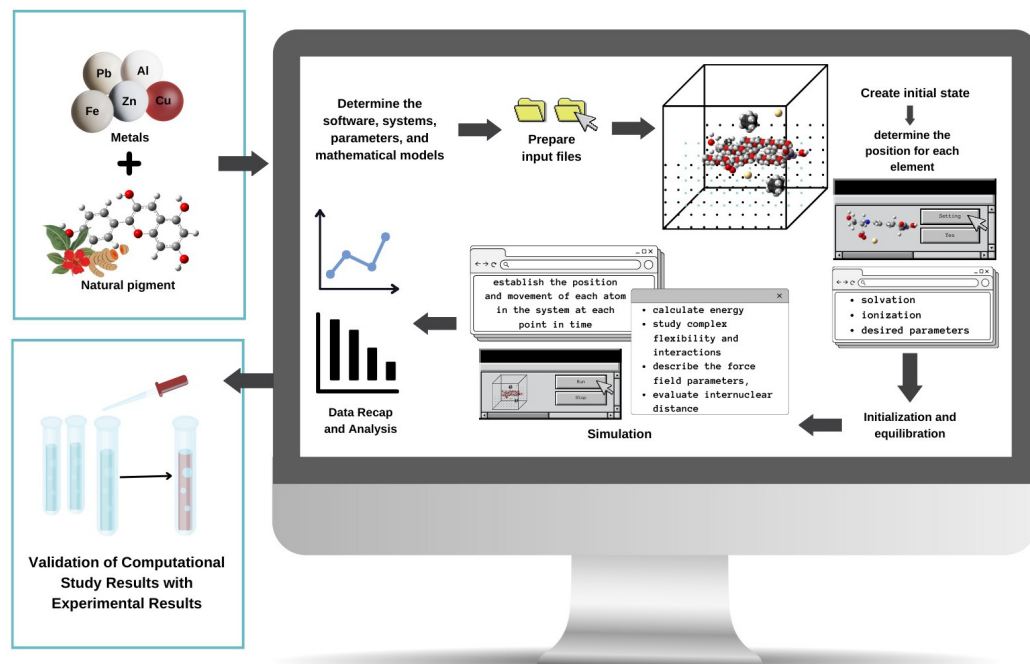 Pb
Al
Fe
Zn
Cu
Metals
Natural pigment
Determine the
software, systems,
parameters, and
mathematical models
Prepare
input files
Create initial state
determine the
position for each
element
Setting
Yes
• solvation
• ionization
• desired parameters
Initialization and
equilibration
establish the position
and movement of each atom
in the system at each
point in time
• calculate energy
• study complex
flexibility and
interactions
• describe the force
field parameters,
• evaluate internuclear
distance
Run
Stop
Simulation
Data Recap
and Analysis
Validation of Computational
Study Results with
Experimental Results